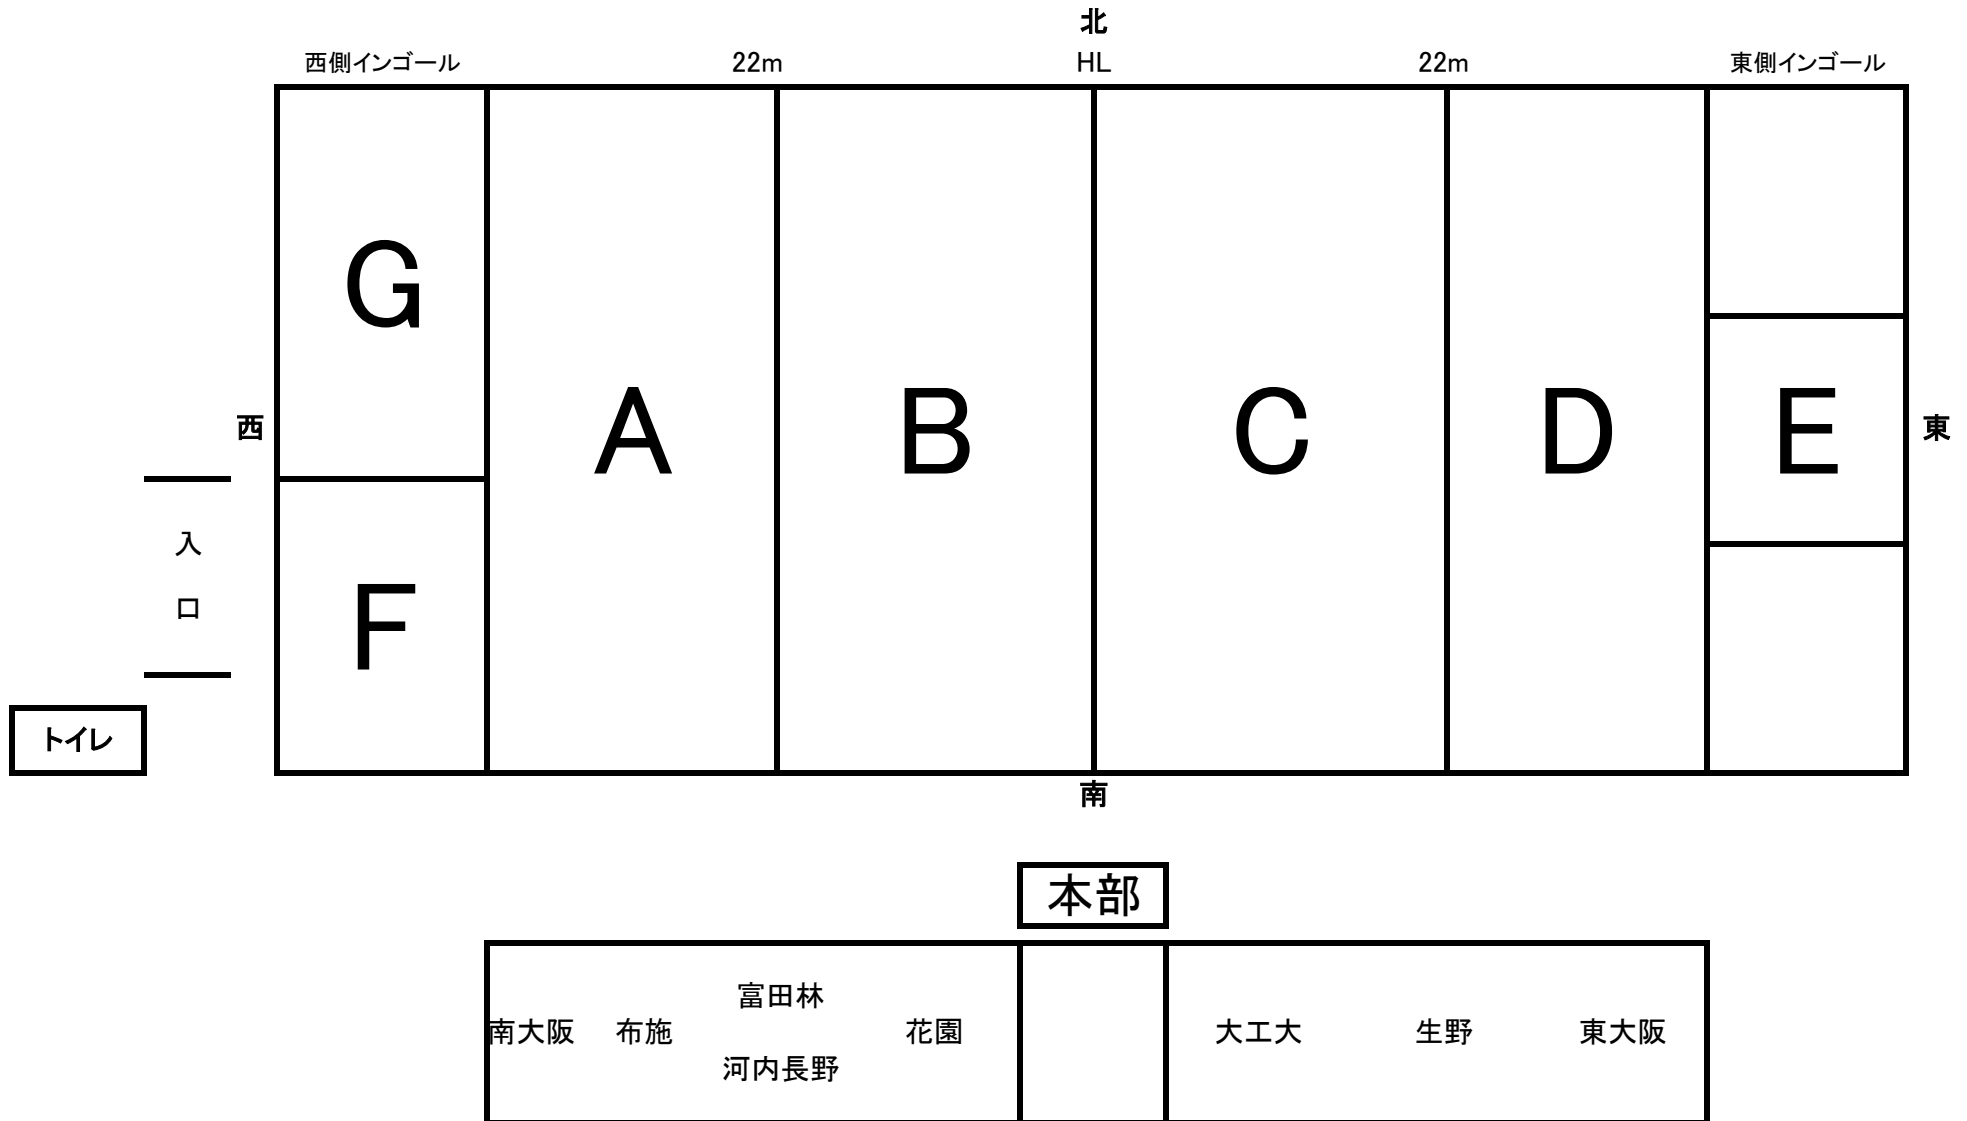 北
西側インゴール 22m HL 22m 東側インゴール
G
A B C D E
西 東
入
口
F
トイレ
南
本部
富田林
南大阪 布施 花園 大工大 生野 東大阪
河内長野